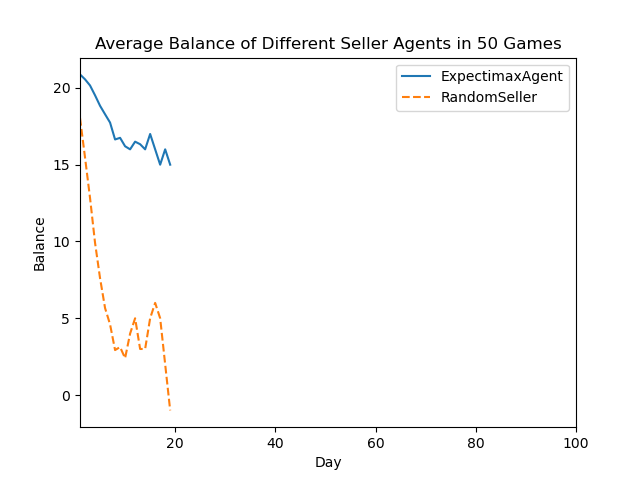 Average Balance of Different Seller Agents in 50 Games
ExpectimaxAgent
RandomSeller
20
15
10
5
0
Balance
20
40
60
80
100
Day